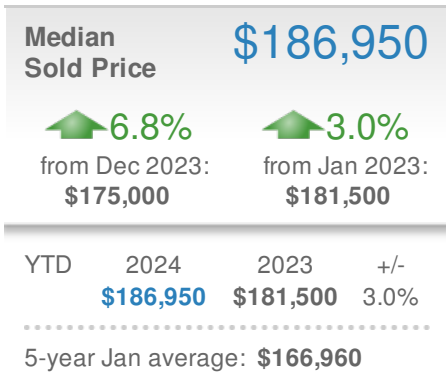 Median
Sold Price
$186,950
6.8%
from Dec 2023:
$175,000
3.0%
from Jan 2023:
$181,500
YTD 2024 2023 +/-
$186,950 $181,500 3.0%
5-year Jan average: $166,960